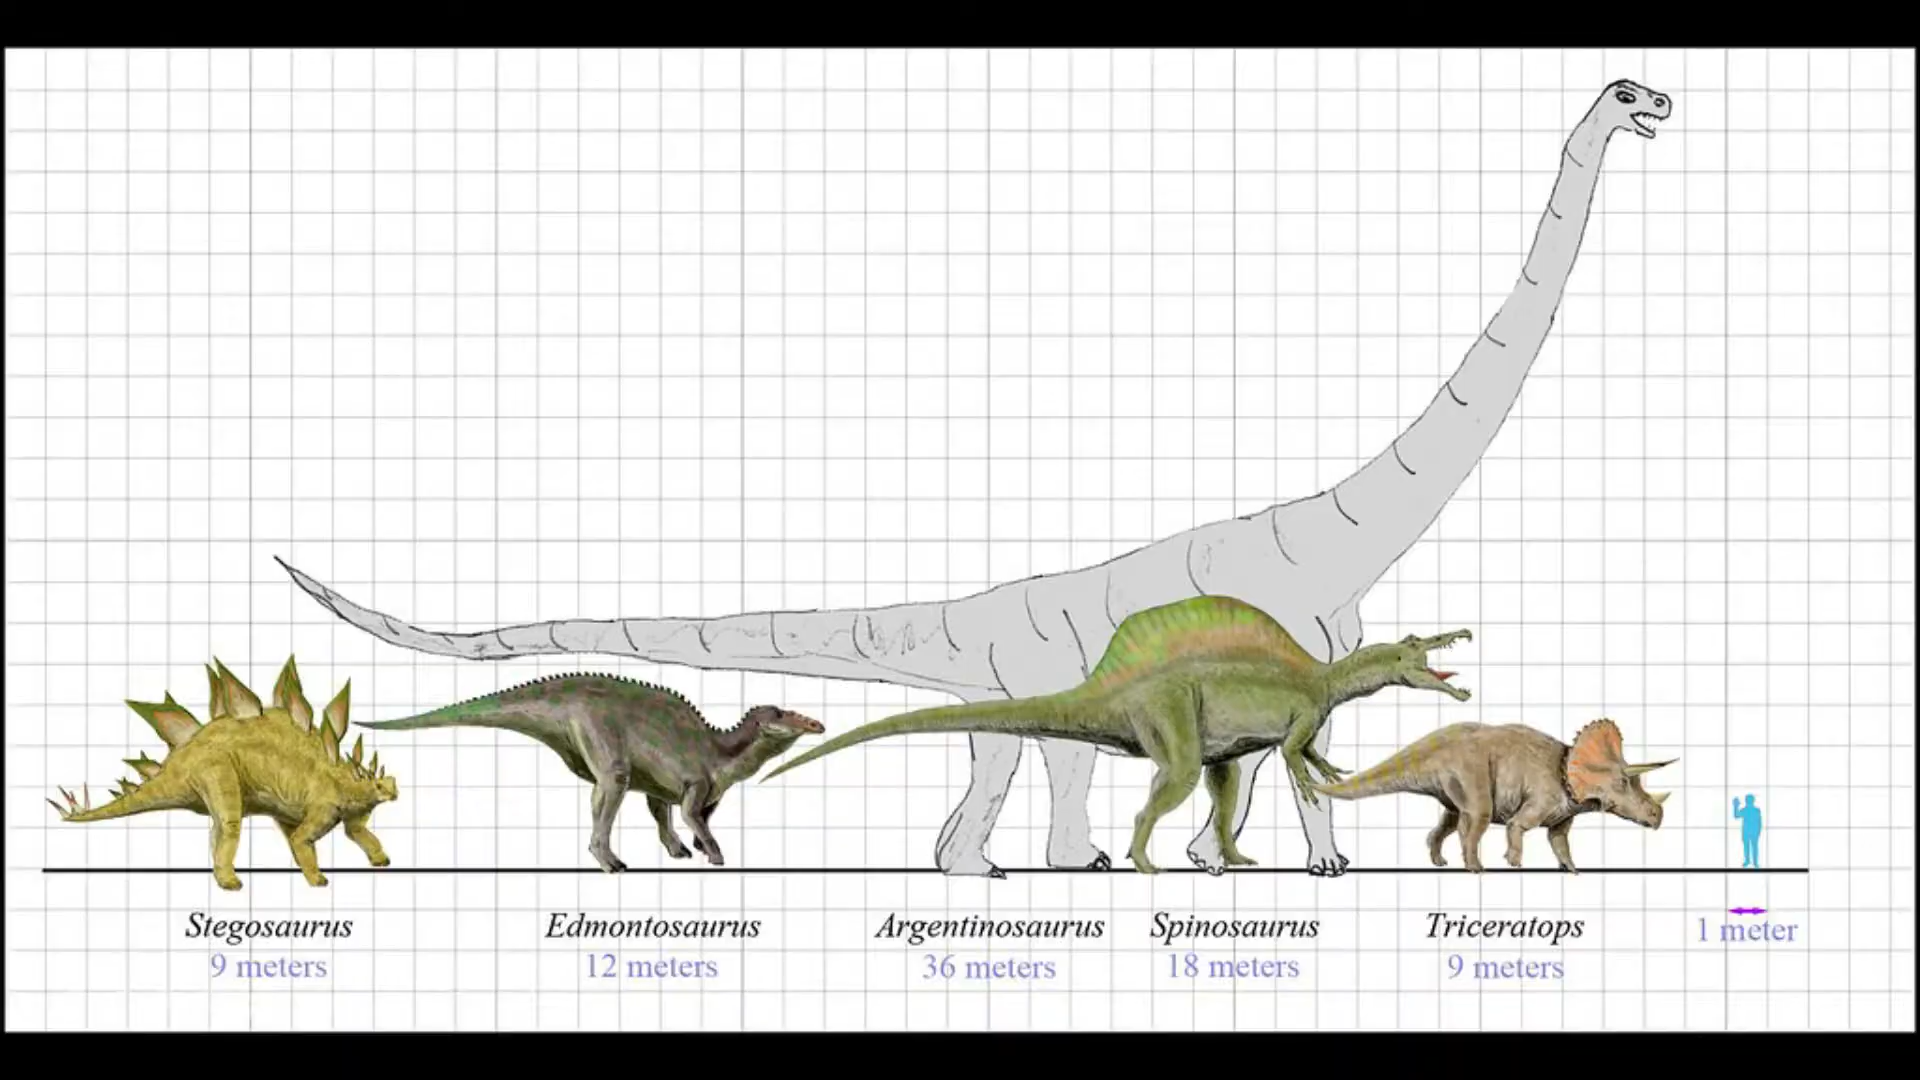 Stegosaurus
9 meters
Edmontosaurus
12 meters
Argentinosaurus
36 meters
Spinosaurus
18 meters
Triceratops
9 meters
1 meter